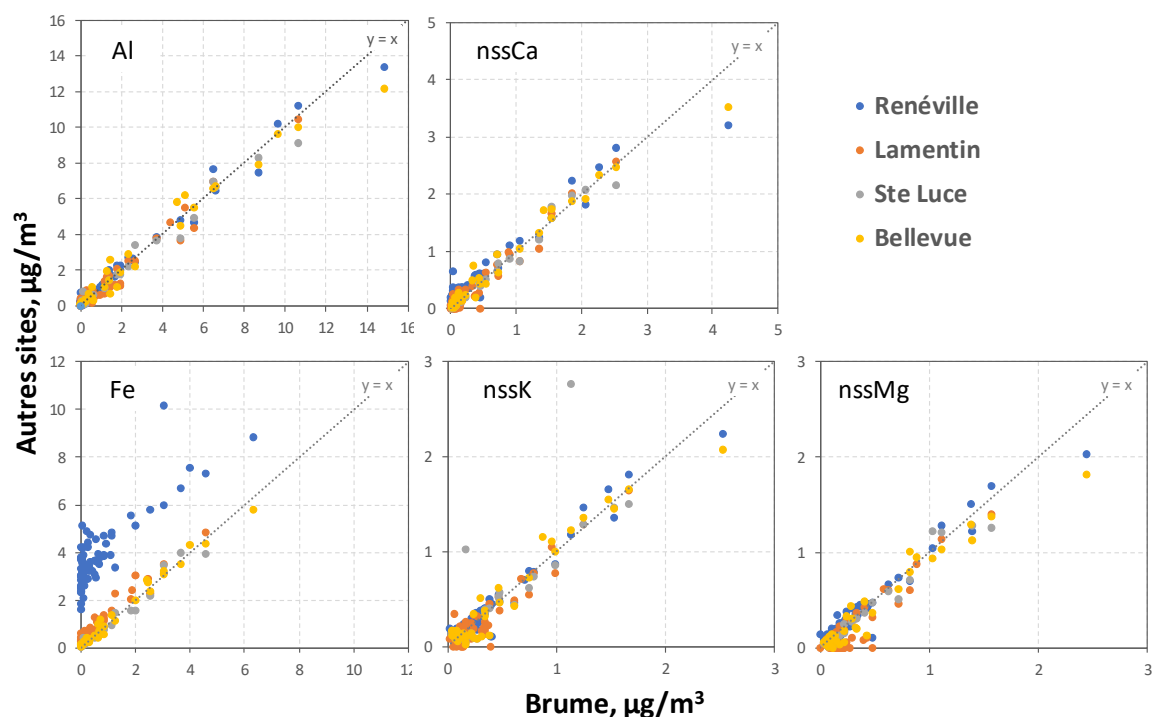 Al
y = x
16
14
12
10
8
6
4
2
0
0 2 4 6 8 10 12 14 16
nssCa
y = x
5
4
3
2
1
0
0 1 2 3 4 5
Renéville
Lamentin
Ste Luce
Bellevue
Autres sites, µg/m³
Fe
y = x
12
10
8
6
4
2
0
0 2 4 6 8 10 12
nssK
y = x
3
2
1
0
0 1 2 3
nssMg
y = x
3
2
1
0
0 1 2 3
Brume, µg/m³